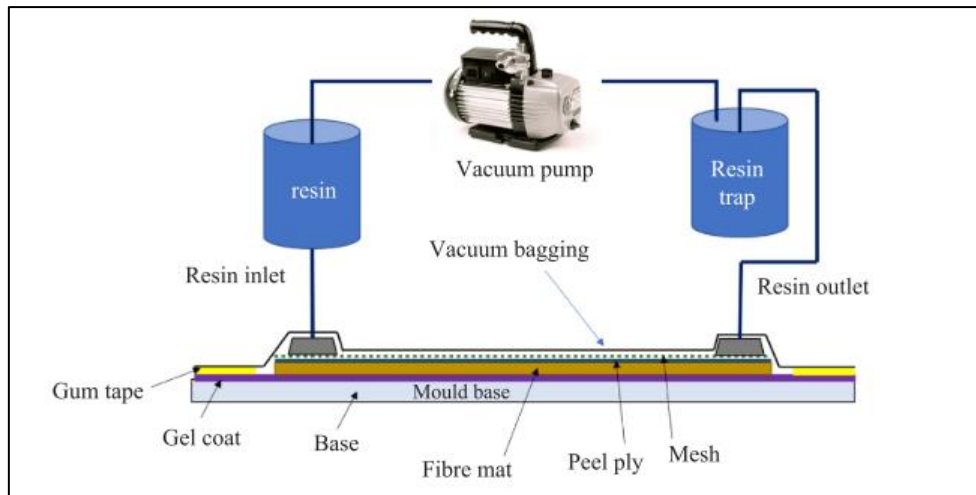 Vacuum pump
resin
Resin
trap
Vacuum bagging
Resin inlet
Resin outlet
Gum tape
Mould base
Gel coat
Base
Fibre mat
Peel ply
Mesh